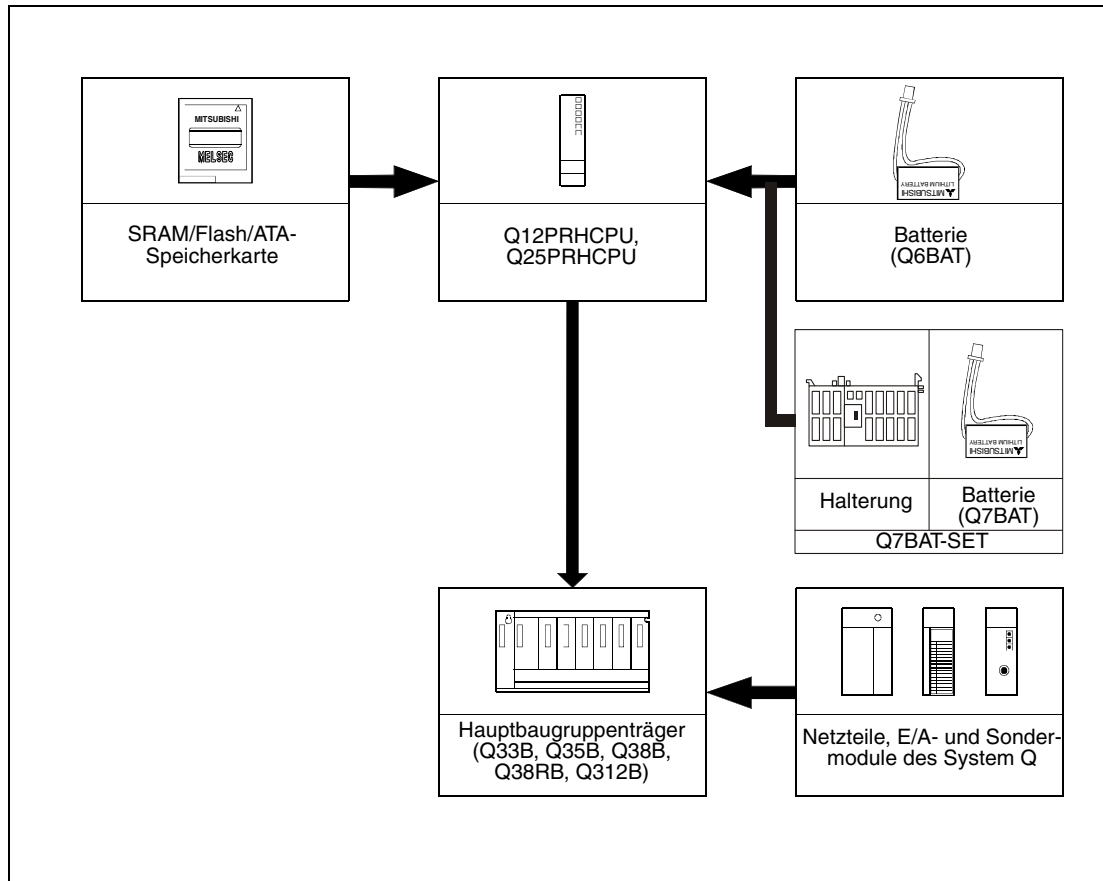 MITSUBISHI
MELSEC
SRAM/Flash/ATA-
Speicherkarte
Q12PRHCPU,
Q25PRHCPU
MITSUBISHI
LITHIUM BATTERY
Batterie
(Q6BAT)
Halterung
MITSUBISHI
LITHIUM BATTERY
Batterie
(Q7BAT)
Q7BAT-SET
Hauptbaugruppenträger
(Q33B, Q35B, Q38B,
Q38RB, Q312B)
Netzteile, E/A- und Sonder-
module des System Q